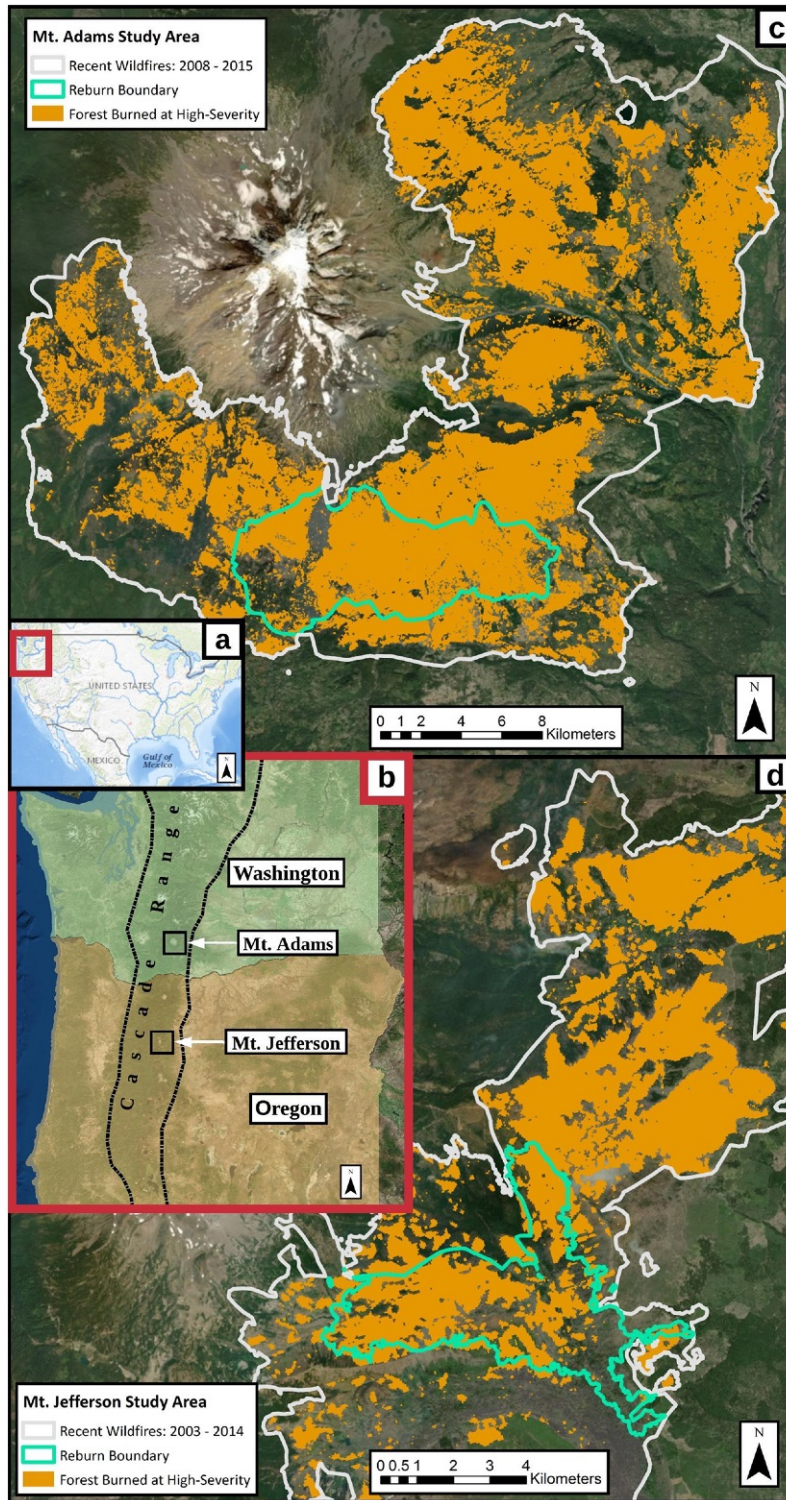 c
Mt. Adams Study Area
Recent Wildfires: 2008 - 2015
Reburn Boundary
Forest Burned at High-Severity
N
0 1 2 4 6 8
Kilometers
a
UNITED STATES
MEXICO
Gulf of
Mexico
N
b
Cascade Range
Washington
Mt. Adams
Mt. Jefferson
Oregon
N
d
Mt. Jefferson Study Area
Recent Wildfires: 2003 - 2014
Reburn Boundary
Forest Burned at High-Severity
N
0 0.5 1 2 3 4
Kilometers